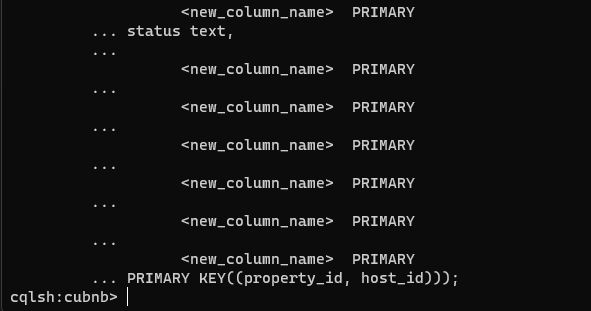 <new_column_name> PRIMARY
... status text,
...
<new_column_name> PRIMARY
...
<new_column_name> PRIMARY
...
<new_column_name> PRIMARY
...
<new_column_name> PRIMARY
...
<new_column_name> PRIMARY
...
<new_column_name> PRIMARY
... PRIMARY KEY((property_id, host_id)));
cqlsh:cubnb>